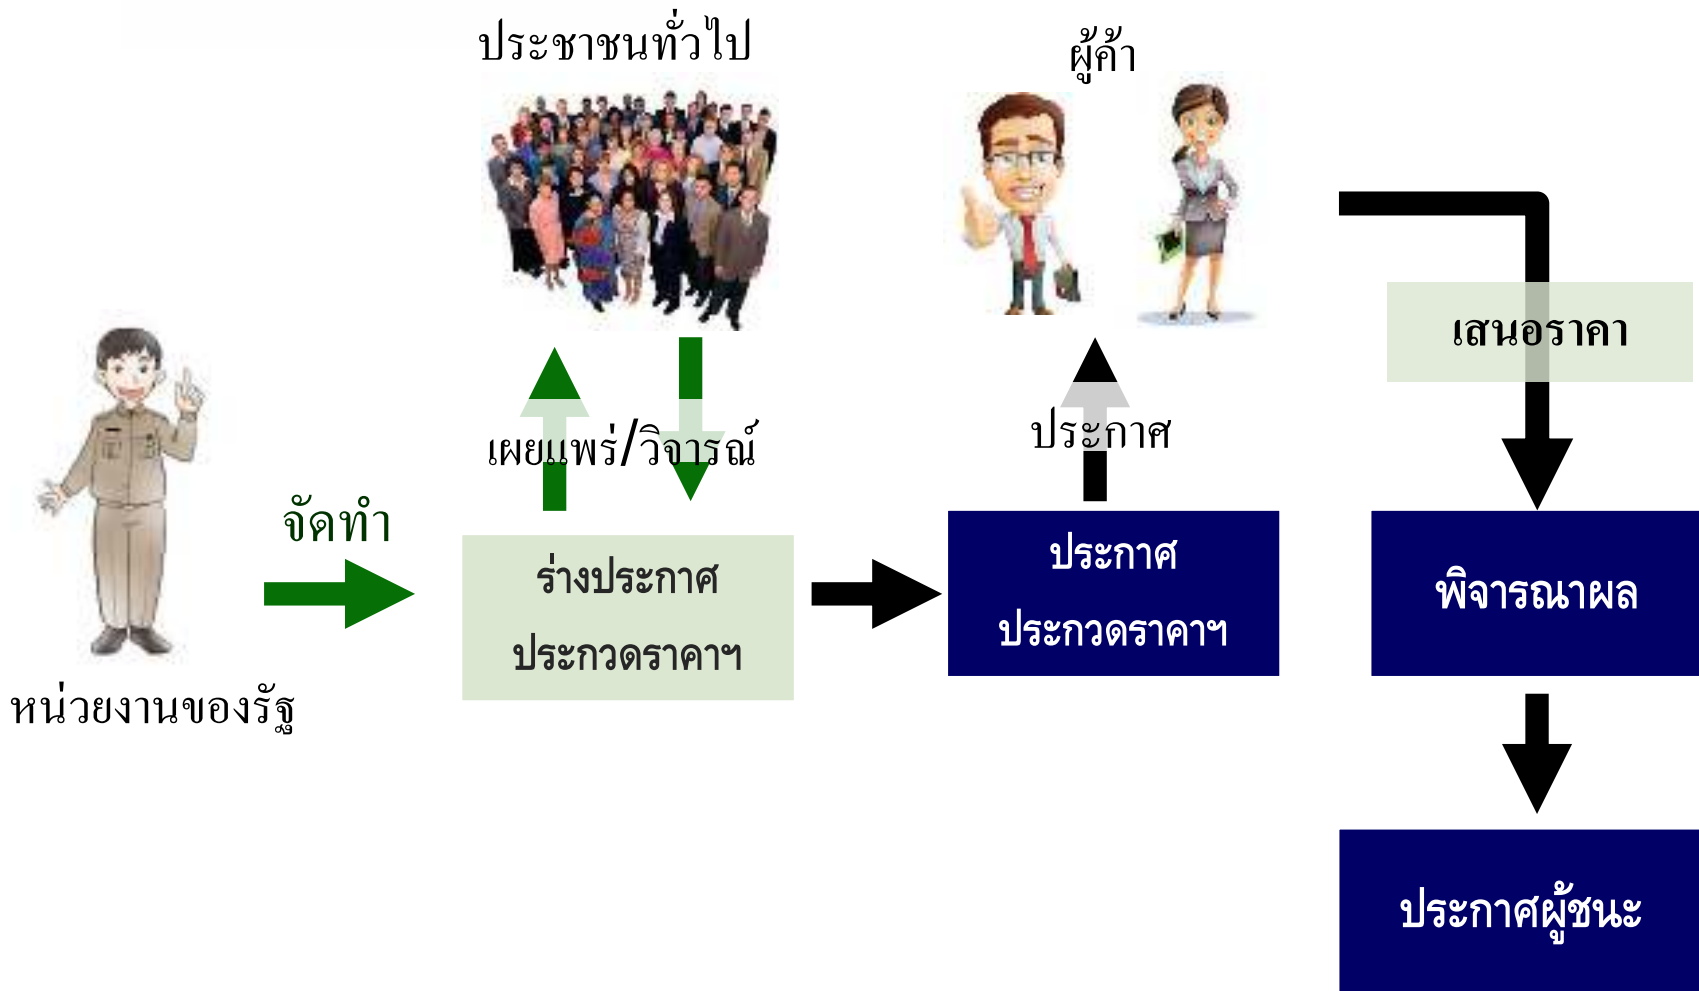 ประชาชนทั่วไป
ผู้ค้า
เสนอราคา
เผยแพร่/วิจารณ์
ประกาศ
จัดทำ
ร่างประกาศ
ประกวดราคาฯ
ประกาศ
ประกวดราคาฯ
พิจารณาผล
หน่วยงานของรัฐ
ประกาศผู้ชนะ